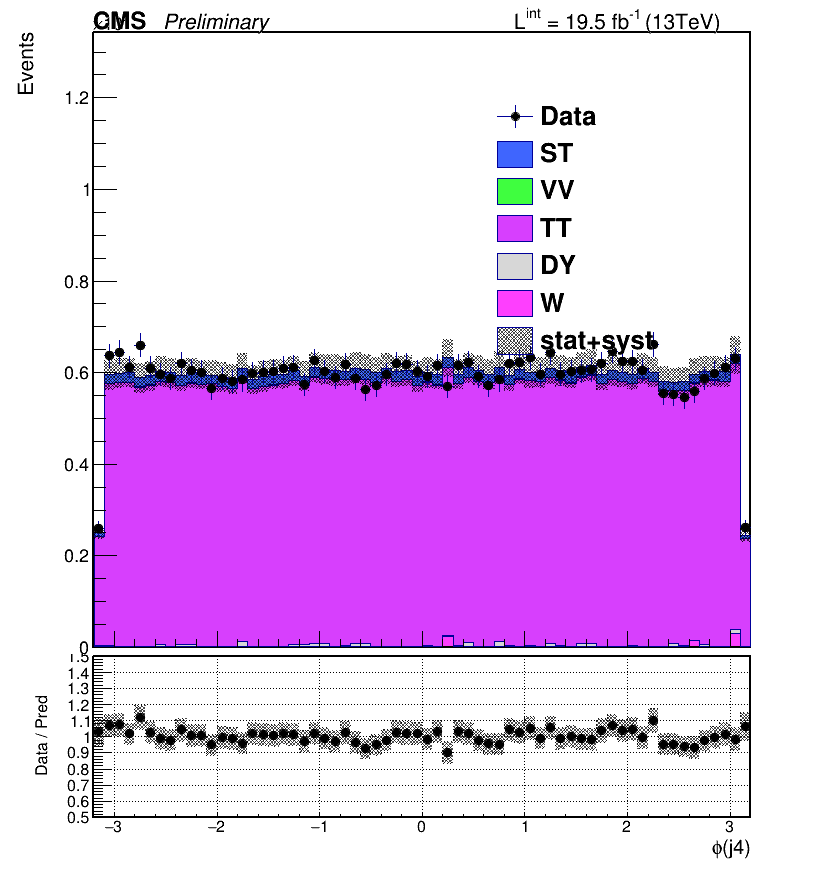 CMS Preliminary L^int = 19.5 fb⁻¹ (13TeV)
Events
1.2
1
0.8
0.6
0.4
0.2
0
Data
ST
VV
TT
DY
W
stat+syst
Data / Pred
1.5
1.4
1.3
1.2
1.1
1
0.9
0.8
0.7
0.6
0.5
−3 −2 −1 0 1 2 3
ϕ(j4)